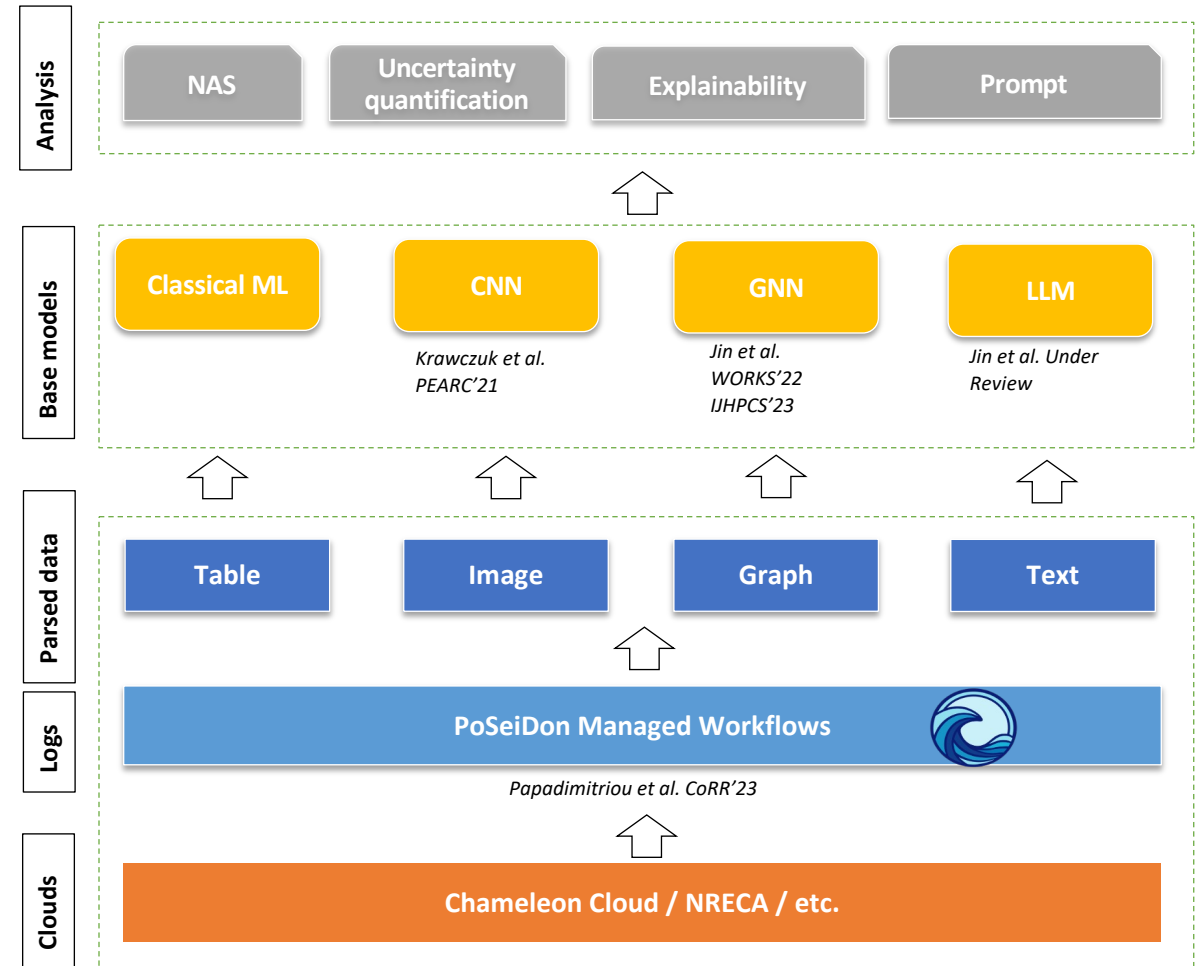 Analysis
NAS
Uncertainty
quantification
Explainability
Prompt
Base models
Classical ML
CNN
GNN
LLM
Krawczuk et al.
PEARC’21
Jin et al.
WORKS’22
IJHPCS’23
Jin et al. Under
Review
Parsed data
Table
Image
Graph
Text
Logs
PoSeiDon Managed Workflows
Papadimitriou et al. CoRR’23
Clouds
Chameleon Cloud / NRECA / etc.